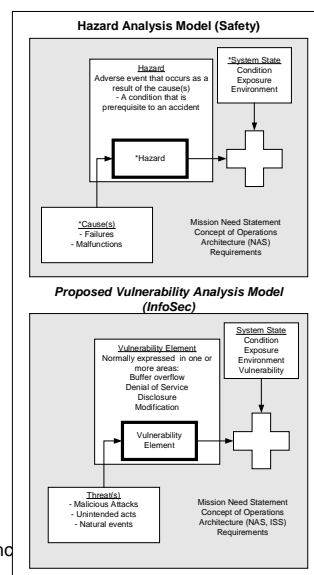 Hazard Analysis Model (Safety)
Hazard
Adverse event that occurs as a
result of the cause(s)
- A condition that is
prerequisite to an accident
*System State
Condition
Exposure
Environment
*Hazard
*Cause(s)
- Failures
- Malfunctions
Mission Need Statement
Concept of Operations
Architecture (NAS)
Requirements
Proposed Vulnerability Analysis Model
(InfoSec)
Vulnerability Element
Normally expressed in one or
more areas:
Buffer overflow
Denial of Service
Disclosure
Modification
System State
Condition
Exposure
Environment
Vulnerability
Vulnerability
Element
Threat(s)
- Malicious Attacks
- Unintended acts
- Natural events
Mission Need Statement
Concept of Operations
Architecture (NAS, ISS)
Requirements